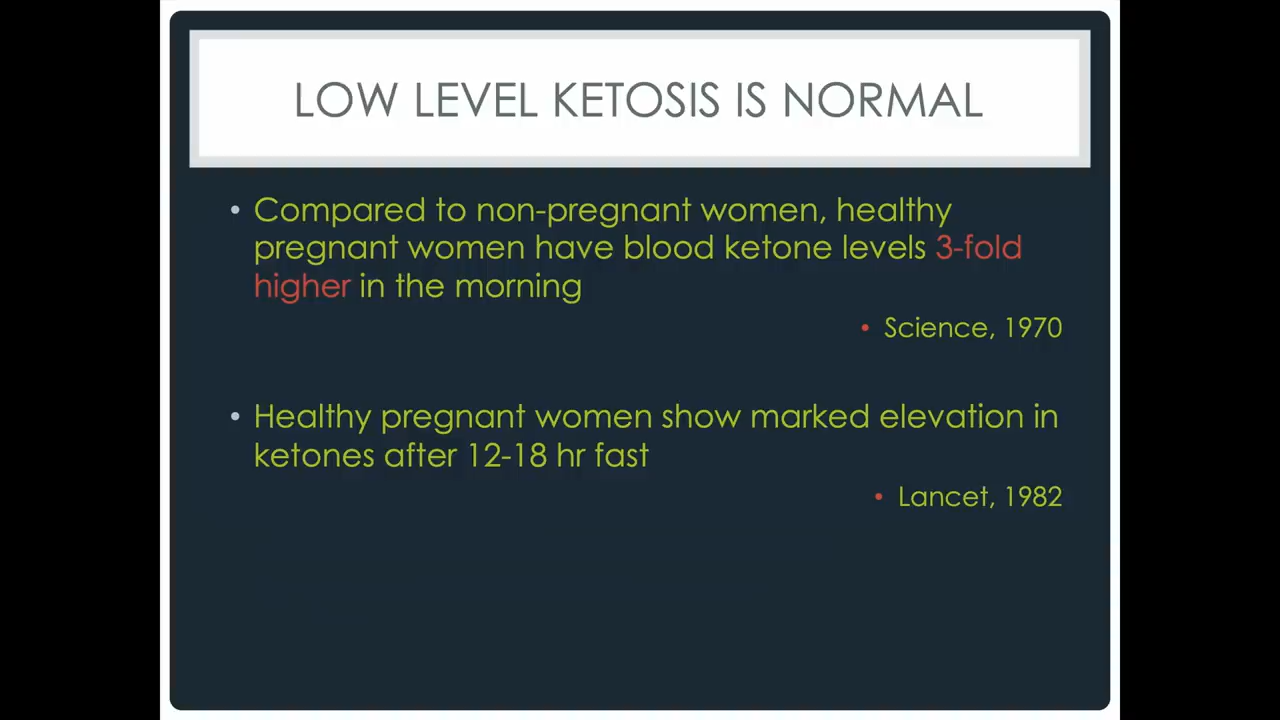 LOW LEVEL KETOSIS IS NORMAL
• Compared to non-pregnant women, healthy
pregnant women have blood ketone levels 3-fold
higher in the morning
• Science, 1970
• Healthy pregnant women show marked elevation in
ketones after 12-18 hr fast
• Lancet, 1982